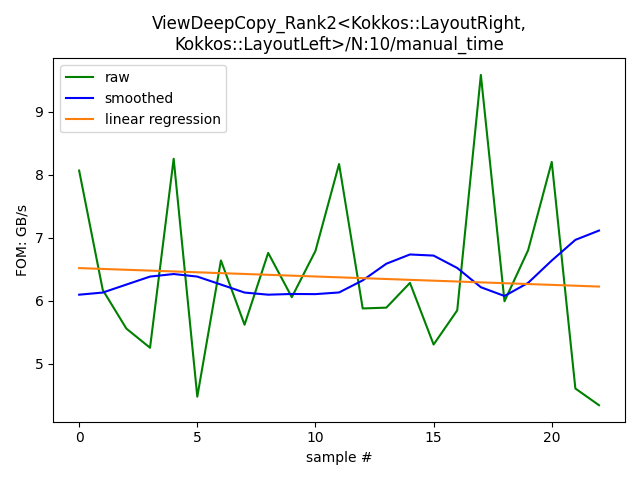 ViewDeepCopy_Rank2<Kokkos::LayoutRight,
Kokkos::LayoutLeft>/N:10/manual_time
raw
smoothed
linear regression
FOM: GB/s
9
8
7
6
5
0
5
10
15
20
sample #